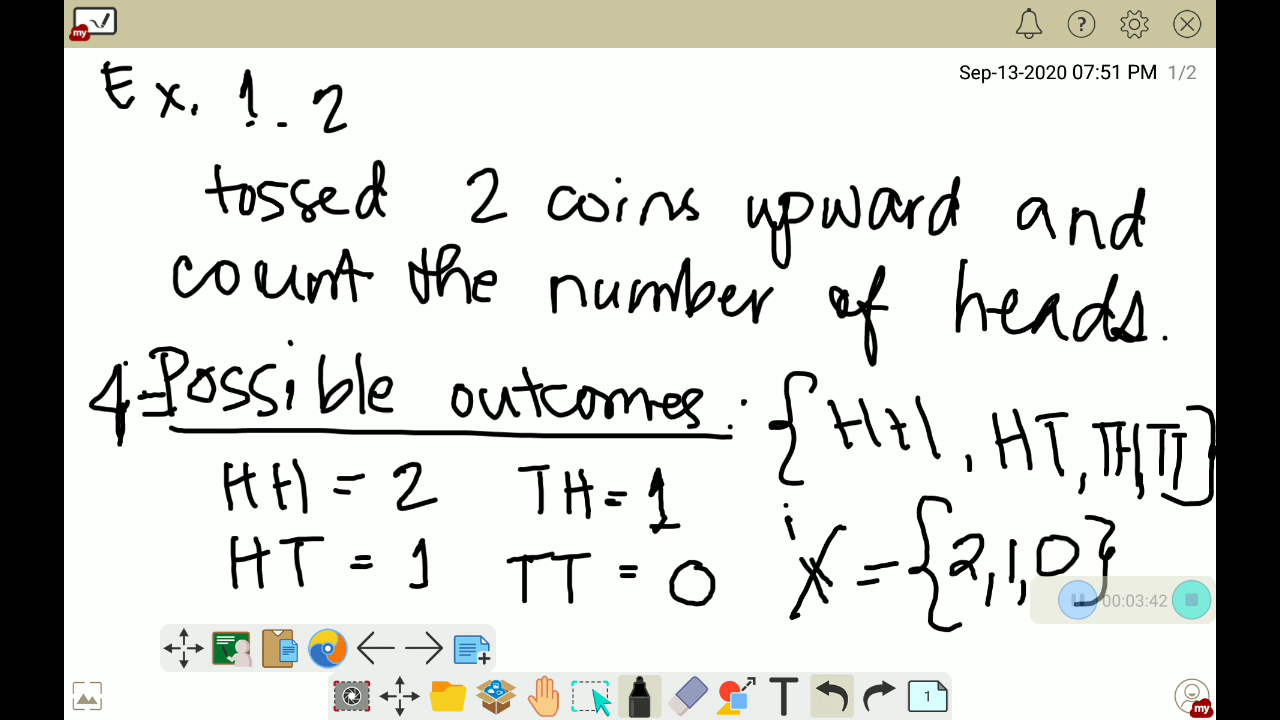 Sep-13-2020 07:51 PM 1/2
Ex. 1.2
tossed 2 coins upward and
count the number of heads.
4 = Possible outcomes : {HH, HT, TH, TT}
HH = 2 TH = 1
HT = 1 TT = 0
X = {2,1,0}
00:03:42
T
1
my
my